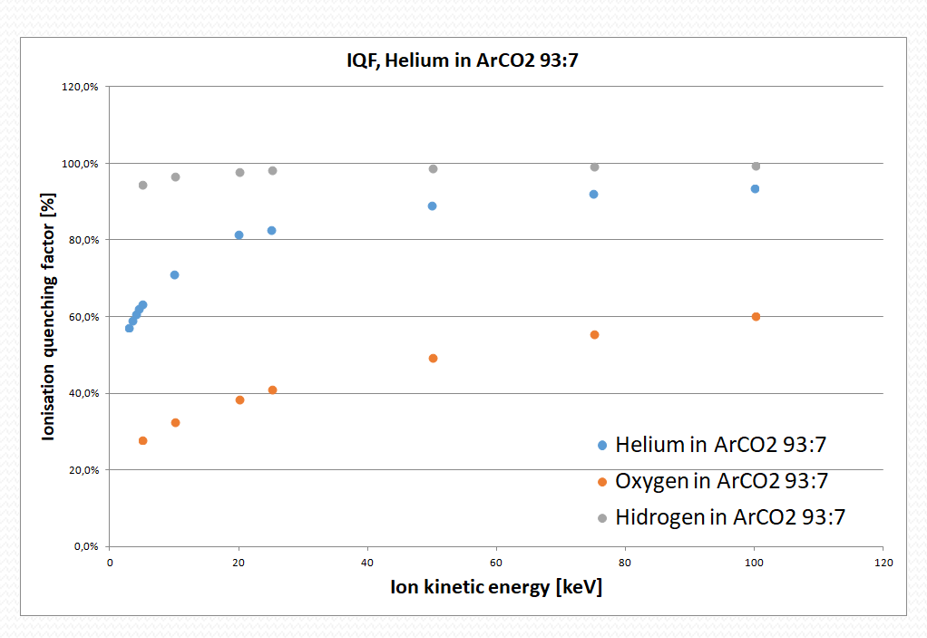 IQF, Helium in ArCO2 93:7
120,0%
100,0%
80,0%
60,0%
40,0%
20,0%
0,0%
Ionisation quenching factor [%]
Helium in ArCO2 93:7
Oxygen in ArCO2 93:7
Hidrogen in ArCO2 93:7
0 20 40 60 80 100 120
Ion kinetic energy [keV]